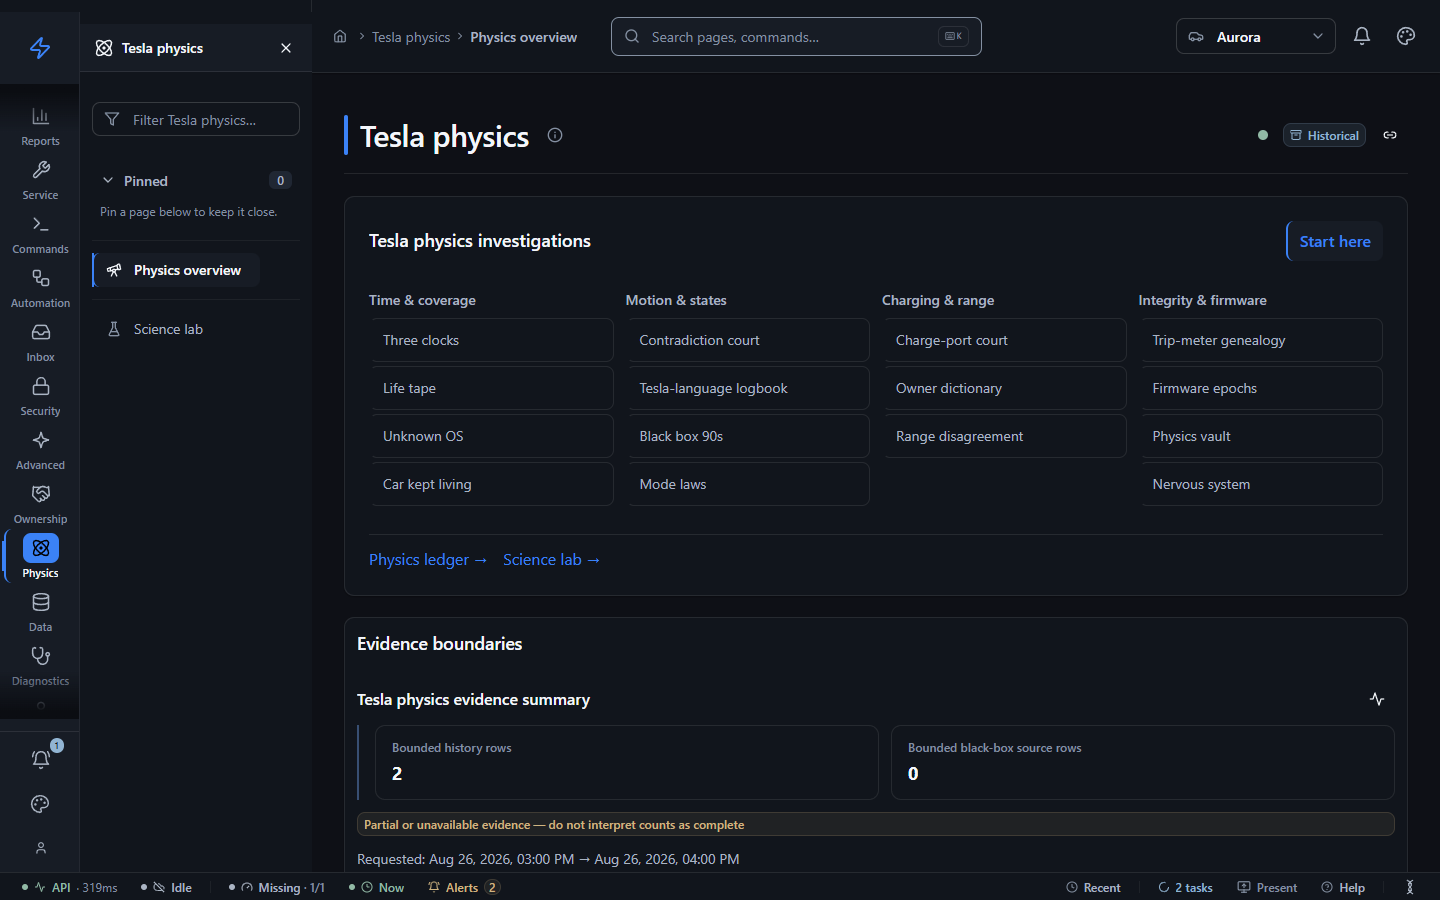 Tesla physics
Tesla physics
Physics overview
Search pages, commands...
K
Aurora
Reports
Service
Commands
Automation
Inbox
Security
Advanced
Ownership
Physics
Data
Diagnostics
1
Filter Tesla physics...
Pinned
0
Pin a page below to keep it close.
Physics overview
Science lab
Tesla physics
Historical
Tesla physics investigations
Start here
Time & coverage
Three clocks
Life tape
Unknown OS
Car kept living
Motion & states
Contradiction court
Tesla-language logbook
Black box 90s
Mode laws
Charging & range
Charge-port court
Owner dictionary
Range disagreement
Integrity & firmware
Trip-meter genealogy
Firmware epochs
Physics vault
Nervous system
Physics ledger →
Science lab →
Evidence boundaries
Tesla physics evidence summary
Bounded history rows
2
Bounded black-box source rows
0
Partial or unavailable evidence — do not interpret counts as complete
Requested: Aug 26, 2026, 03:00 PM → Aug 26, 2026, 04:00 PM
API · 319ms
Idle
Missing · 1/1
Now
Alerts 2
Recent
2 tasks
Present
Help